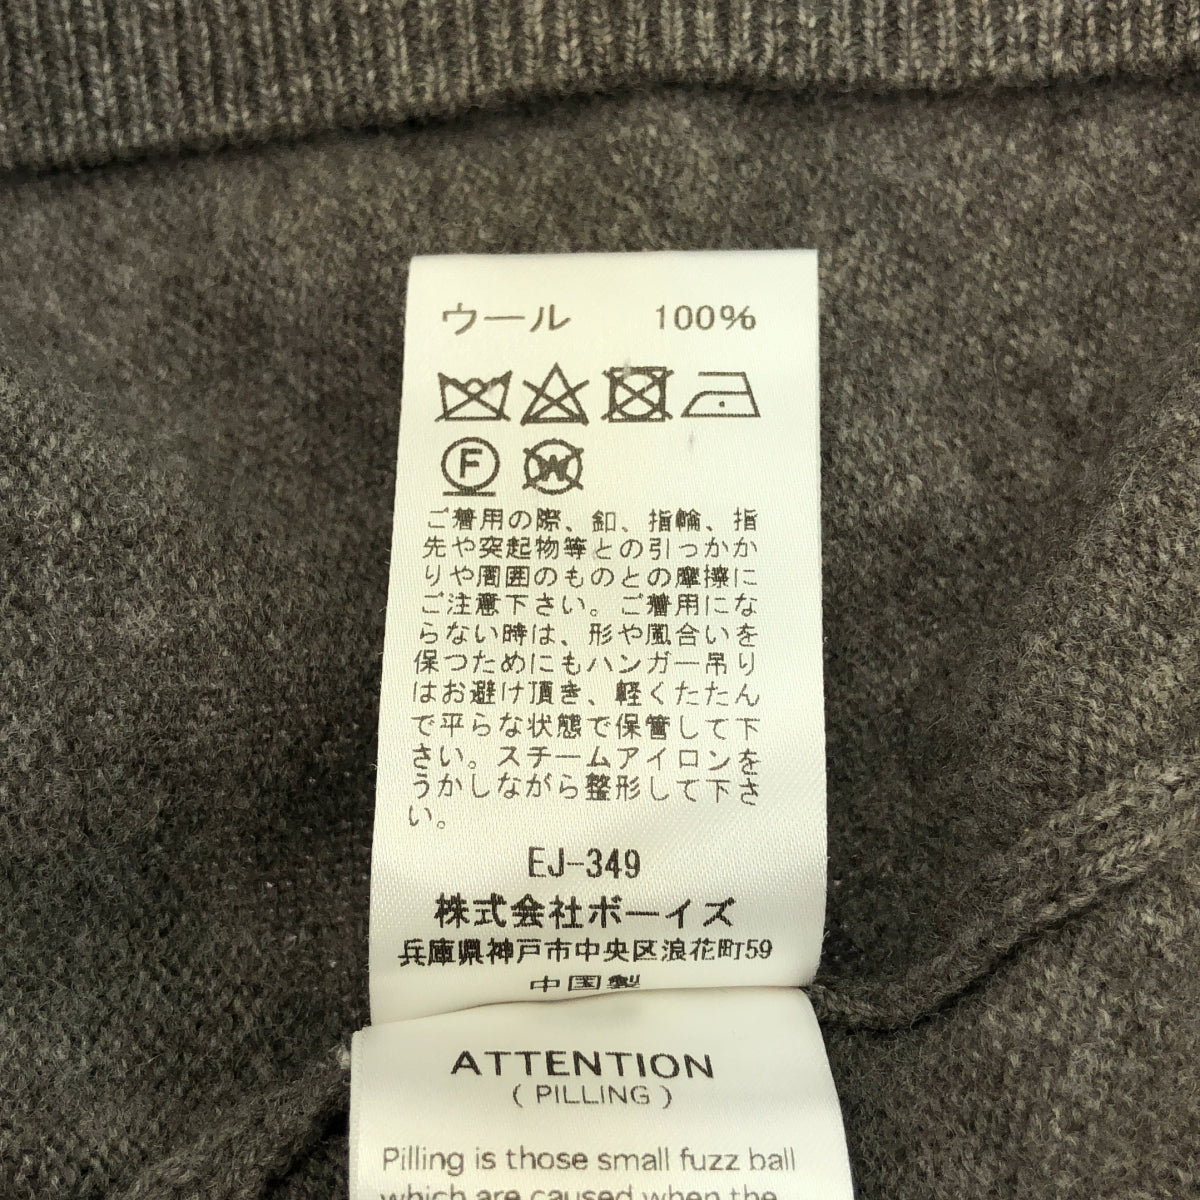 ウール 100%
F
W
ご着用の際、釦、指輪、指
先や突起物等との引っかか
りや周囲のものとの摩擦に
ご注意下さい。ご着用にな
らない時は、形や風合いを
保つためにもハンガー吊り
はお避け頂き、軽くたたん
で平らな状態で保管して下
さい。スチームアイロンを
うかしながら整形して下さ
い。
EJ-349
株式会社ボーイズ
兵庫県神戸市中央区浪花町59
中国製
ATTENTION
( PILLING )
Pilling is those small fuzz ball
which are caused when the